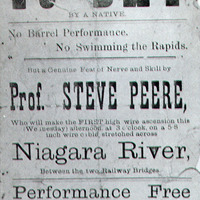 BY A NATIVE.
No Barrel Performance.
No Swimming the Rapids.
But a Genuine Feat of Nerve and Skill by
Prof. STEVE PEERE,
Who will make the FIRST high wire ascension this
(Wednesday) afternoon, at 3 o'clock, on a 5-8
inch wire cable, stretched across
Niagara River,
Between the two Railway Bridges
Performance Free